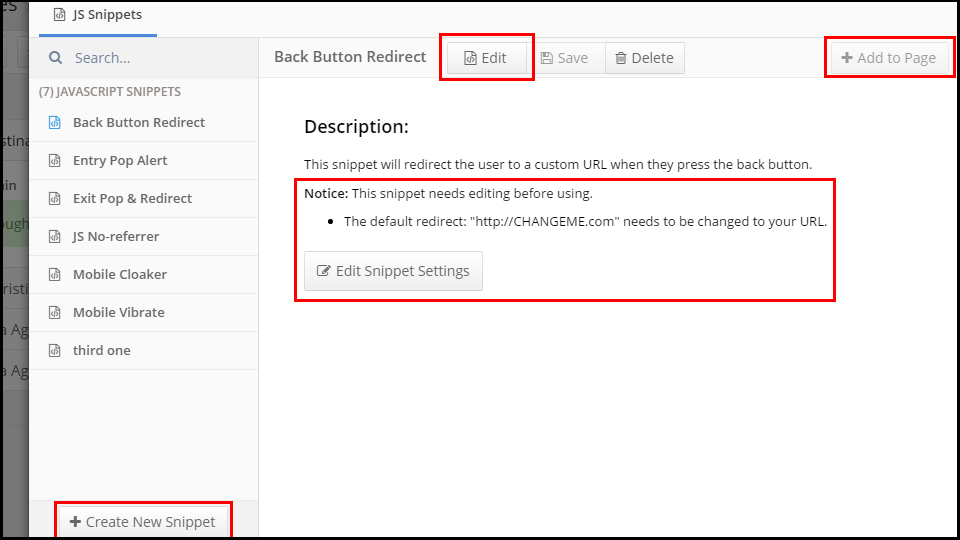 JS Snippets
Search...
Back Button Redirect
Edit
Save
Delete
Add to Page
(7) JAVASCRIPT SNIPPETS
Back Button Redirect
Entry Pop Alert
Exit Pop & Redirect
JS No-referrer
Mobile Cloaker
Mobile Vibrate
third one
Create New Snippet
Description:
This snippet will redirect the user to a custom URL when they press the back button.
Notice: This snippet needs editing before using.
The default redirect: "http://CHANGEME.com" needs to be changed to your URL.
Edit Snippet Settings